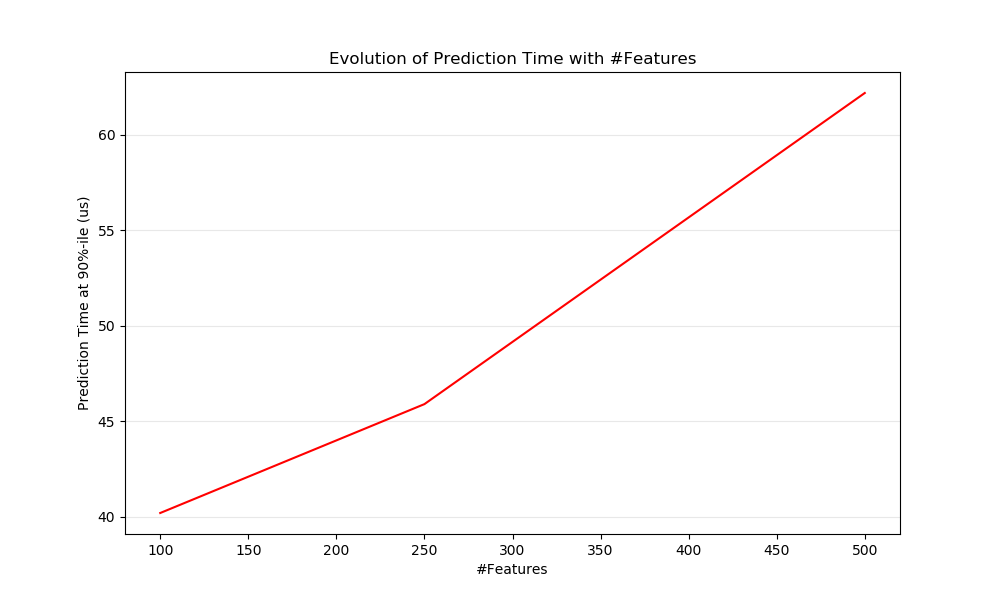 Evolution of Prediction Time with #Features
Prediction Time at 90%-ile (us)
60
55
50
45
40
100 150 200 250 300 350 400 450 500
#Features